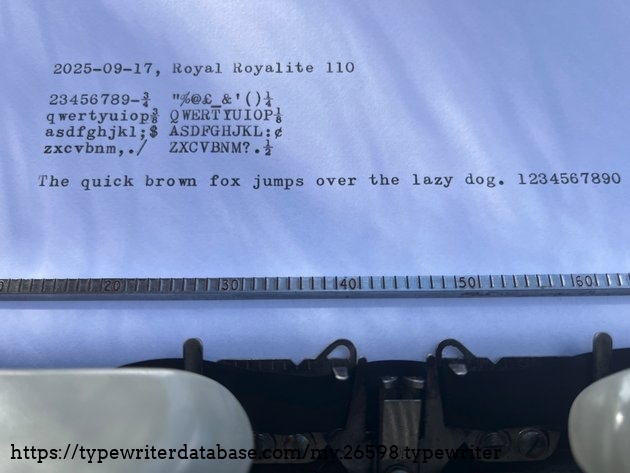 2025-09-17, Royal Royalite 110
23456789-¾ "%@£_&'()¼
qwertyuiop⅜ QWERTYUIOP⅛
asdfghjkl;$ ASDFGHJKL:¢
zxcvbnm,./ ZXCVBNM?.½
The quick brown fox jumps over the lazy dog. 1234567890
20 30 40 50 60
https://typewriterdatabase.com/my.26598.typewriter